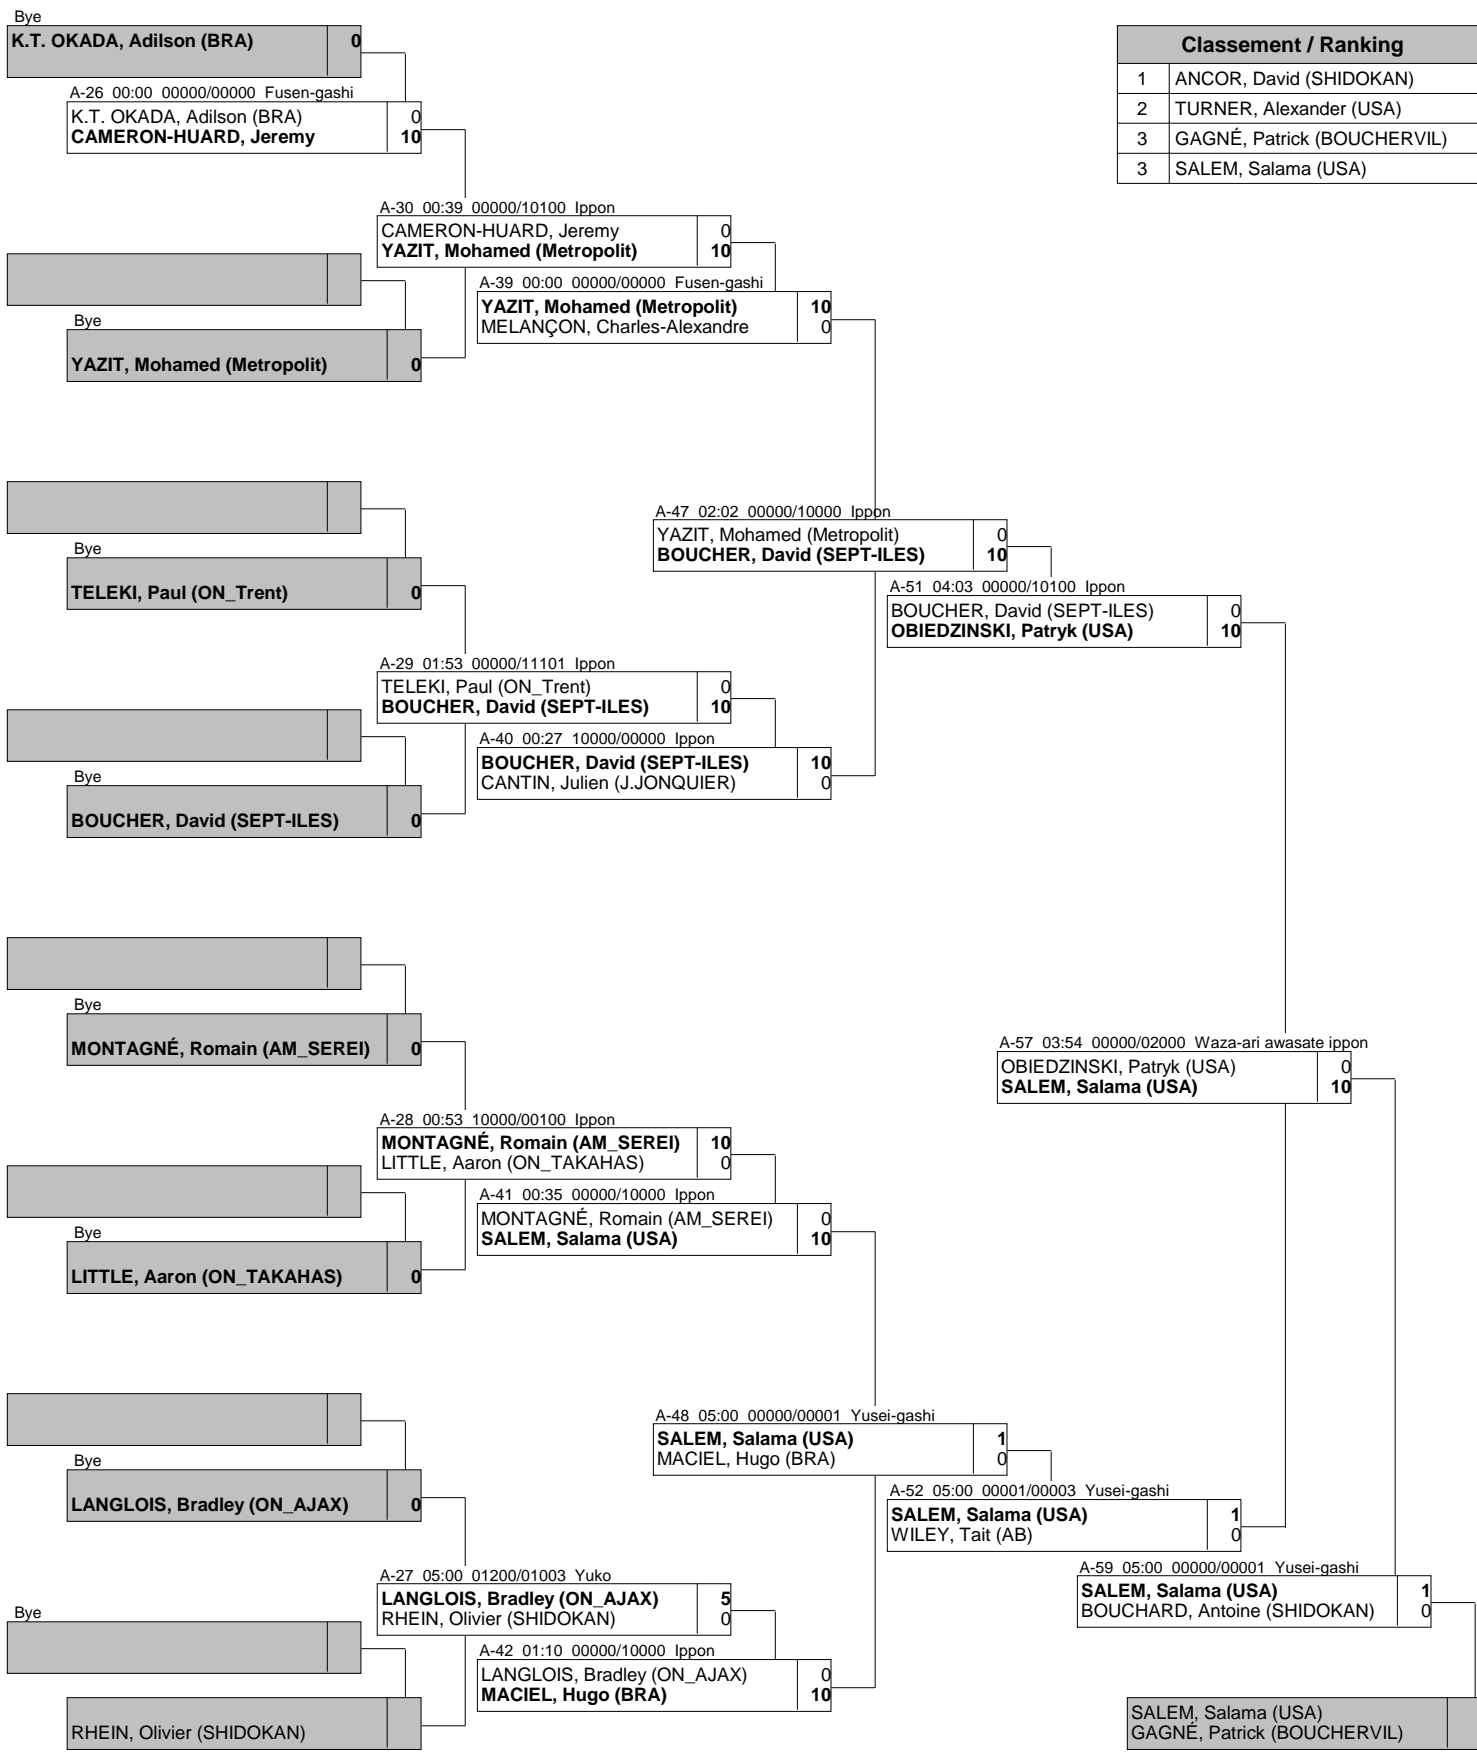 Bye
K.T. OKADA, Adilson (BRA) 0
Classement / Ranking
1 ANCOR, David (SHIDOKAN)
2 TURNER, Alexander (USA)
3 GAGNÉ, Patrick (BOUCHERVIL)
3 SALEM, Salama (USA)
A-26 00:00 00000/00000 Fusen-gashi
K.T. OKADA, Adilson (BRA) 0
CAMERON-HUARD, Jeremy 10
A-30 00:39 00000/10100 Ippon
CAMERON-HUARD, Jeremy 0
YAZIT, Mohamed (Metropolit) 10
A-39 00:00 00000/00000 Fusen-gashi
YAZIT, Mohamed (Metropolit) 10
MELANÇON, Charles-Alexandre 0
Bye
YAZIT, Mohamed (Metropolit) 0
A-47 02:02 00000/10000 Ippon
YAZIT, Mohamed (Metropolit) 0
BOUCHER, David (SEPT-ILES) 10
Bye
TELEKI, Paul (ON_Trent) 0
A-51 04:03 00000/10100 Ippon
BOUCHER, David (SEPT-ILES) 0
OBIEDZINSKI, Patryk (USA) 10
A-29 01:53 00000/11101 Ippon
TELEKI, Paul (ON_Trent) 0
BOUCHER, David (SEPT-ILES) 10
A-40 00:27 10000/00000 Ippon
BOUCHER, David (SEPT-ILES) 10
CANTIN, Julien (J.JONQUIER) 0
Bye
BOUCHER, David (SEPT-ILES) 0
Bye
MONTAGNÉ, Romain (AM_SEREI) 0
A-57 03:54 00000/02000 Waza-ari awasate ippon
OBIEDZINSKI, Patryk (USA) 0
SALEM, Salama (USA) 10
A-28 00:53 10000/00100 Ippon
MONTAGNÉ, Romain (AM_SEREI) 10
LITTLE, Aaron (ON_TAKAHAS) 0
A-41 00:35 00000/10000 Ippon
MONTAGNÉ, Romain (AM_SEREI) 0
SALEM, Salama (USA) 10
Bye
LITTLE, Aaron (ON_TAKAHAS) 0
A-48 05:00 00000/00001 Yusei-gashi
SALEM, Salama (USA) 1
MACIEL, Hugo (BRA) 0
Bye
LANGLOIS, Bradley (ON_AJAX) 0
A-52 05:00 00001/00003 Yusei-gashi
SALEM, Salama (USA) 1
WILEY, Tait (AB) 0
A-59 05:00 00000/00001 Yusei-gashi
SALEM, Salama (USA) 1
BOUCHARD, Antoine (SHIDOKAN) 0
A-27 05:00 01200/01003 Yuko
LANGLOIS, Bradley (ON_AJAX) 5
RHEIN, Olivier (SHIDOKAN) 0
Bye
A-42 01:10 00000/10000 Ippon
LANGLOIS, Bradley (ON_AJAX) 0
MACIEL, Hugo (BRA) 10
RHEIN, Olivier (SHIDOKAN)
SALEM, Salama (USA)
GAGNÉ, Patrick (BOUCHERVIL)